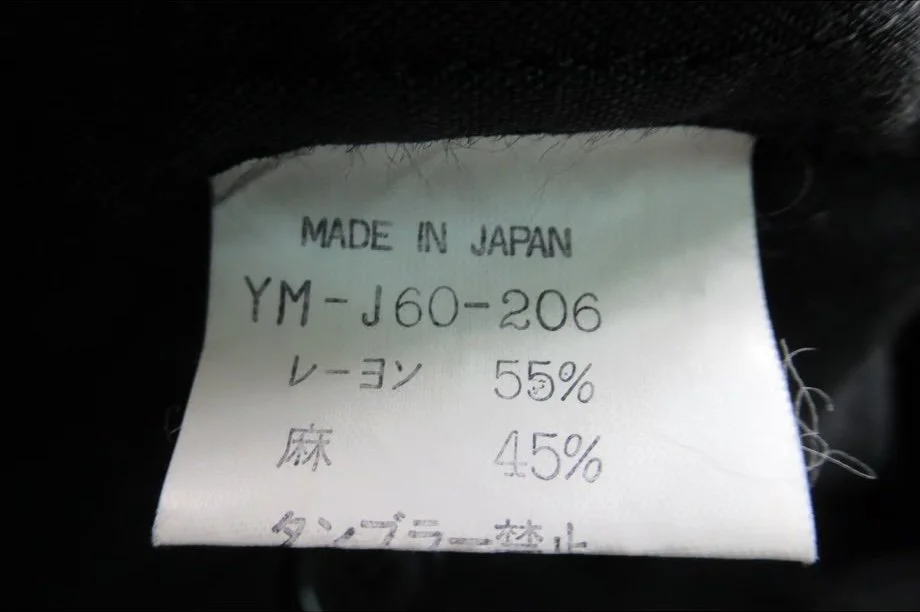 MADE IN JAPAN
YM-J60-206
レーヨン 55%
麻 45%
タンブラー禁止